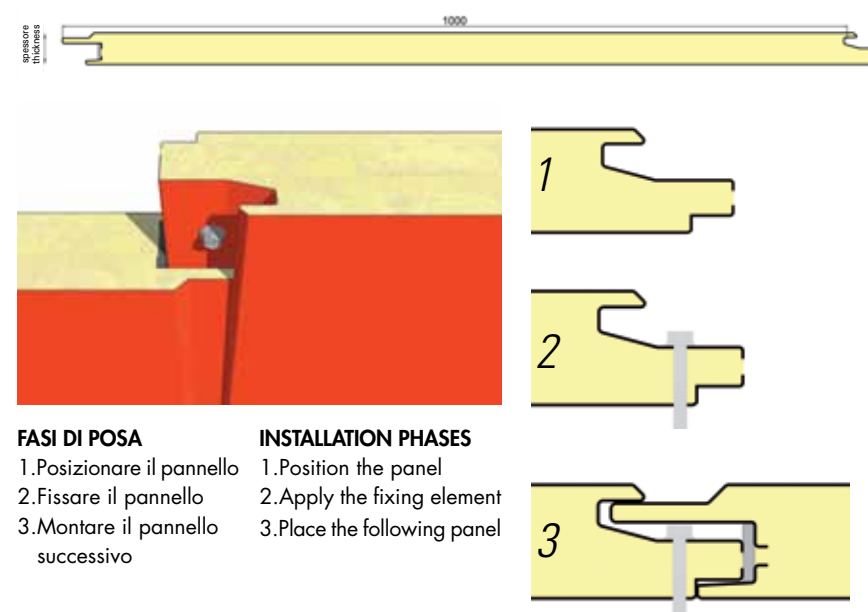 1000
spessore
thickness
1
2
3
FASI DI POSA
1.Posizionare il pannello
2.Fissare il pannello
3.Montare il pannello
successivo
INSTALLATION PHASES
1.Position the panel
2.Apply the fixing element
3.Place the following panel